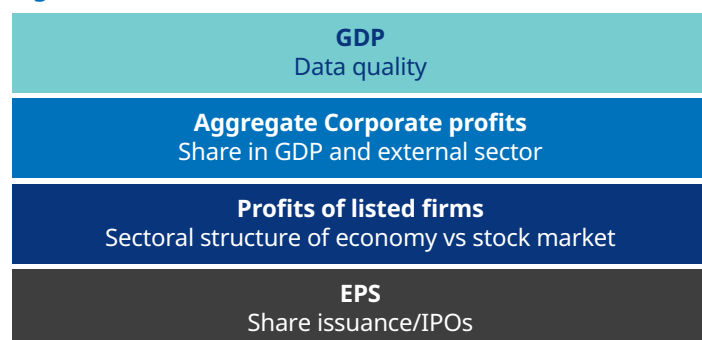 GDP
Data quality
Aggregate Corporate profits
Share in GDP and external sector
Profits of listed firms
Sectoral structure of economy vs stock market
EPS
Share issuance/IPOs